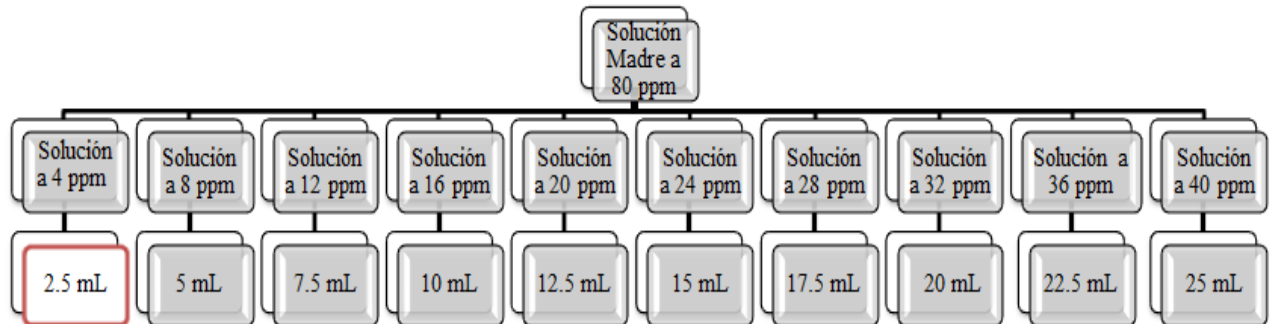 Solución
Madre a
80 ppm
Solución
a 4 ppm
Solución
a 8 ppm
Solución
a 12 ppm
Solución
a 16 ppm
Solución
a 20 ppm
Solución
a 24 ppm
Solución
a 28 ppm
Solución
a 32 ppm
Solución a
36 ppm
Solución
a 40 ppm
2.5 mL
5 mL
7.5 mL
10 mL
12.5 mL
15 mL
17.5 mL
20 mL
22.5 mL
25 mL